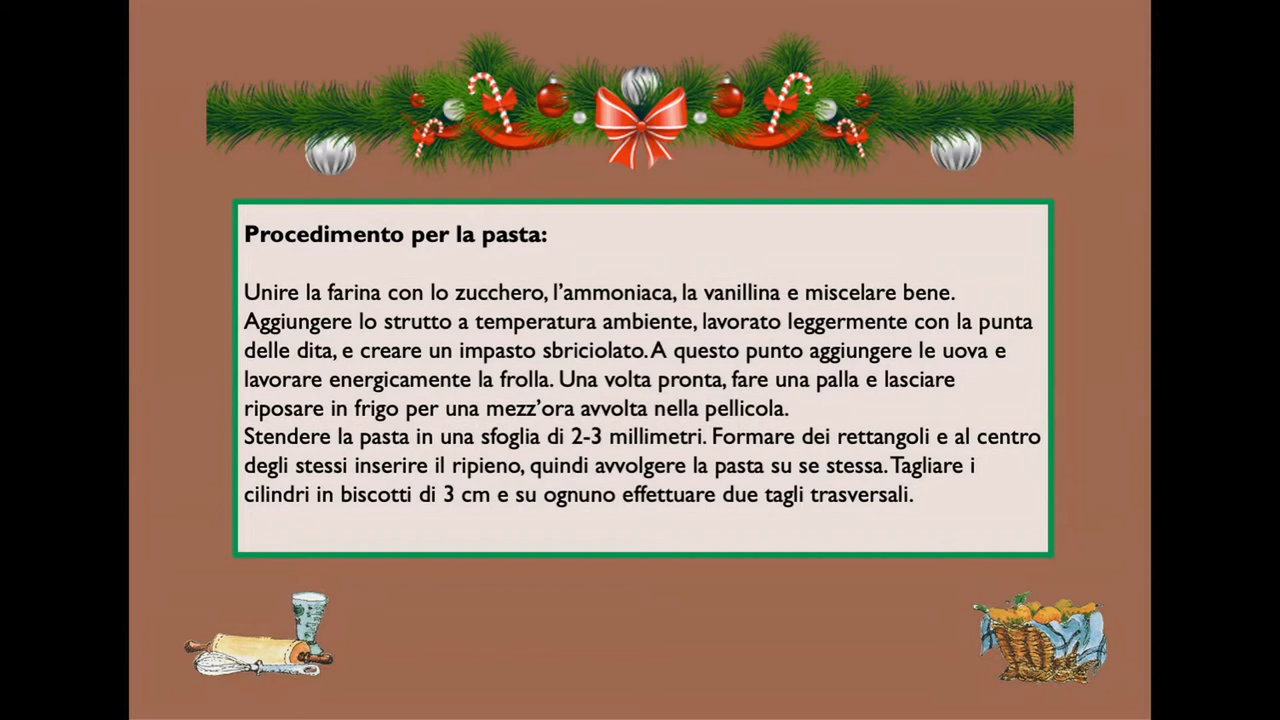 Procedimento per la pasta:
Unire la farina con lo zucchero, l’ammoniaca, la vanillina e miscelare bene.
Aggiungere lo strutto a temperatura ambiente, lavorato leggermente con la punta
delle dita, e creare un impasto sbriciolato. A questo punto aggiungere le uova e
lavorare energicamente la frolla. Una volta pronta, fare una palla e lasciare
riposare in frigo per una mezz’ora avvolta nella pellicola.
Stendere la pasta in una sfoglia di 2-3 millimetri. Formare dei rettangoli e al centro
degli stessi inserire il ripieno, quindi avvolgere la pasta su se stessa. Tagliare i
cilindri in biscotti di 3 cm e su ognuno effettuare due tagli trasversali.